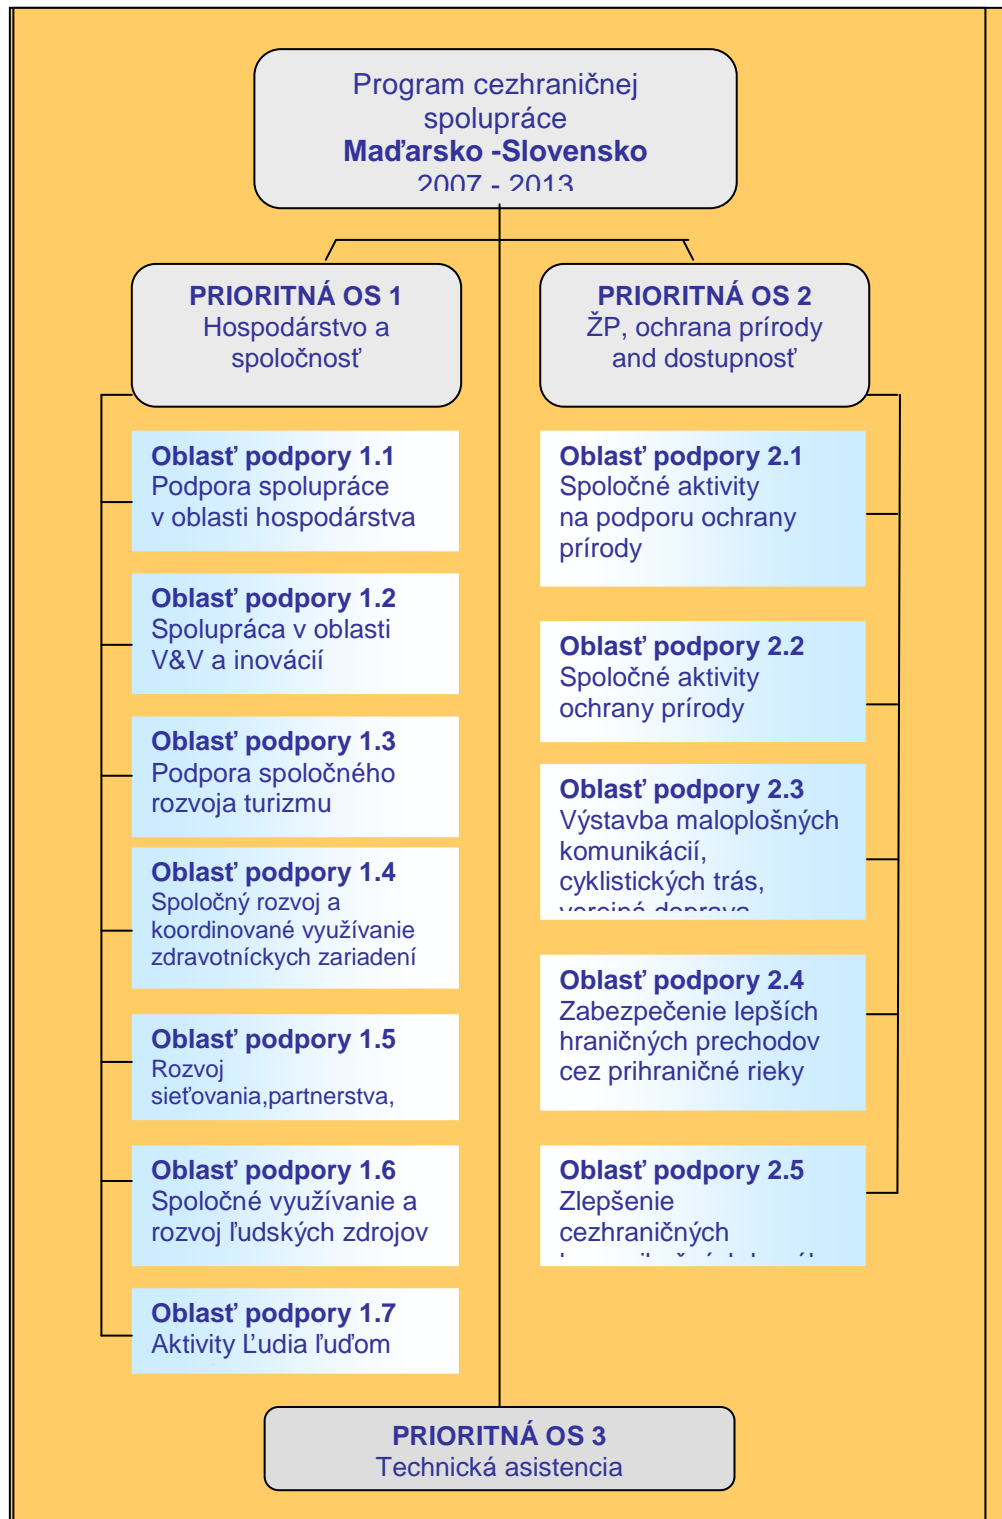 Program cezhraničnej
spolupráce
Maďarsko -Slovensko
2007 - 2013
PRIORITNÁ OS 1
Hospodárstvo a
spoločnosť
PRIORITNÁ OS 2
ŽP, ochrana prírody
and dostupnosť
Oblasť podpory 1.1
Podpora spolupráce
v oblasti hospodárstva
Oblasť podpory 1.2
Spolupráca v oblasti
V&V a inovácií
Oblasť podpory 1.3
Podpora spoločného
rozvoja turizmu
Oblasť podpory 1.4
Spoločný rozvoj a
koordinované využívanie
zdravotníckych zariadení
Oblasť podpory 1.5
Rozvoj
sieťovania,partnerstva,
Oblasť podpory 1.6
Spoločné využívanie a
rozvoj ľudských zdrojov
Oblasť podpory 1.7
Aktivity Ľudia ľuďom
Oblasť podpory 2.1
Spoločné aktivity
na podporu ochrany
prírody
Oblasť podpory 2.2
Spoločné aktivity
ochrany prírody
Oblasť podpory 2.3
Výstavba maloplošných
komunikácií,
cyklistických trás,
verejná doprava
Oblasť podpory 2.4
Zabezpečenie lepších
hraničných prechodov
cez prihraničné rieky
Oblasť podpory 2.5
Zlepšenie
cezhraničných
PRIORITNÁ OS 3
Technická asistencia